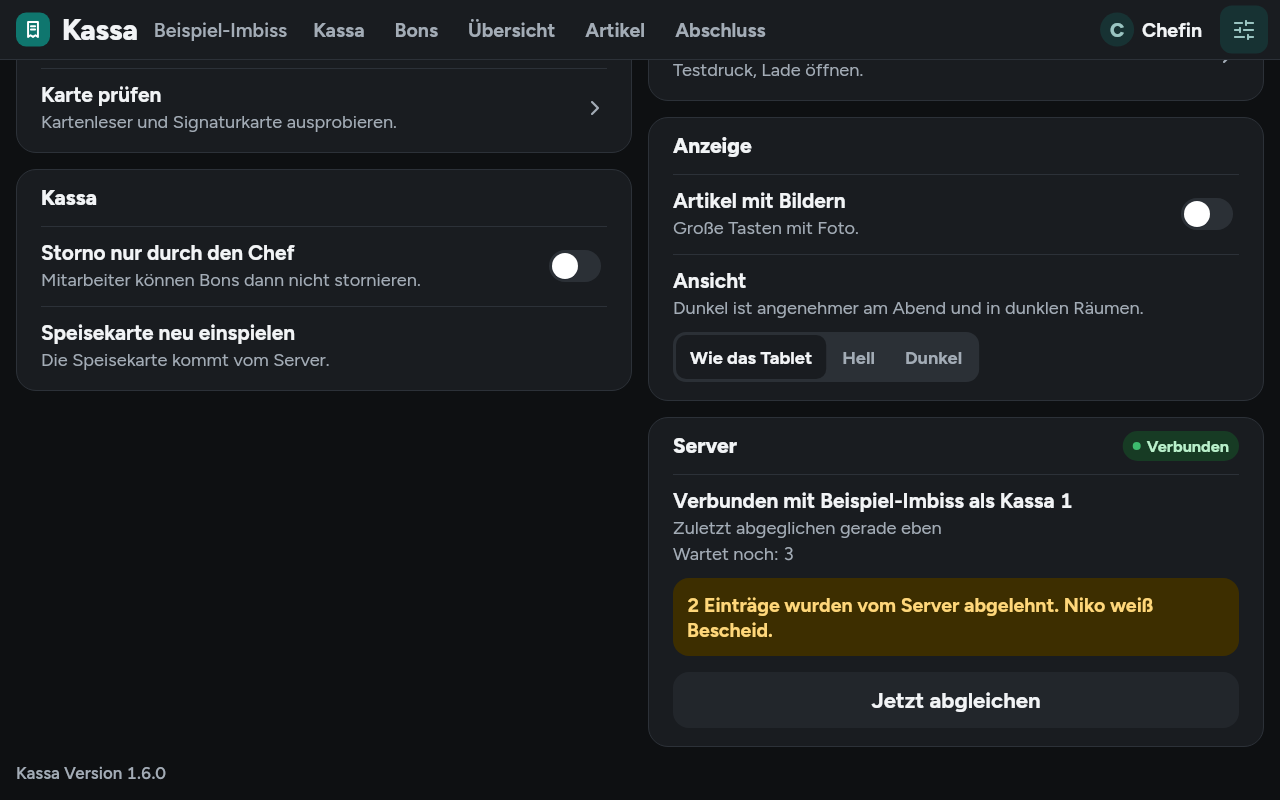 Kassa
Beispiel-Imbiss
Kassa
Bons
Übersicht
Artikel
Abschluss
C
Chefin
Karte prüfen
Kartenleser und Signaturkarte ausprobieren.
Kassa
Storno nur durch den Chef
Mitarbeiter können Bons dann nicht stornieren.
Speisekarte neu einspielen
Die Speisekarte kommt vom Server.
Testdruck, Lade öffnen.
Anzeige
Artikel mit Bildern
Große Tasten mit Foto.
Ansicht
Dunkel ist angenehmer am Abend und in dunklen Räumen.
Wie das Tablet
Hell
Dunkel
Server
Verbunden
Verbunden mit Beispiel-Imbiss als Kassa 1
Zuletzt abgeglichen gerade eben
Wartet noch: 3
2 Einträge wurden vom Server abgelehnt. Niko weiß
Bescheid.
Jetzt abgleichen
Kassa Version 1.6.0